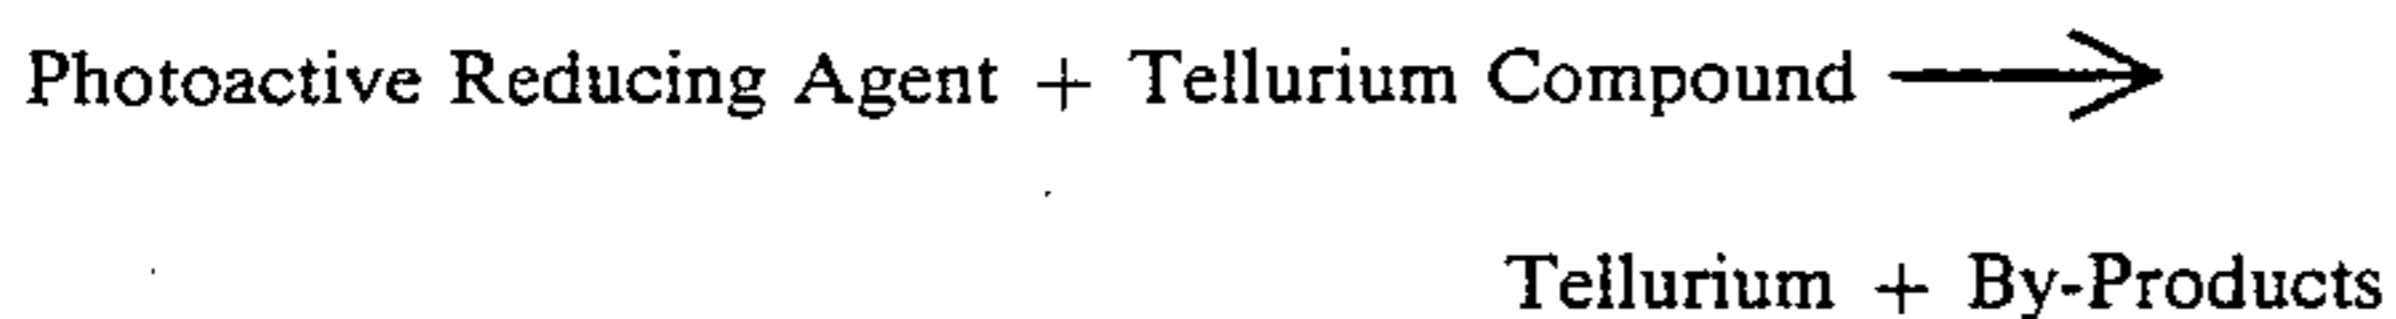 Photoactive Reducing Agent + Tellurium Compound ⟶
Tellurium + By-Products